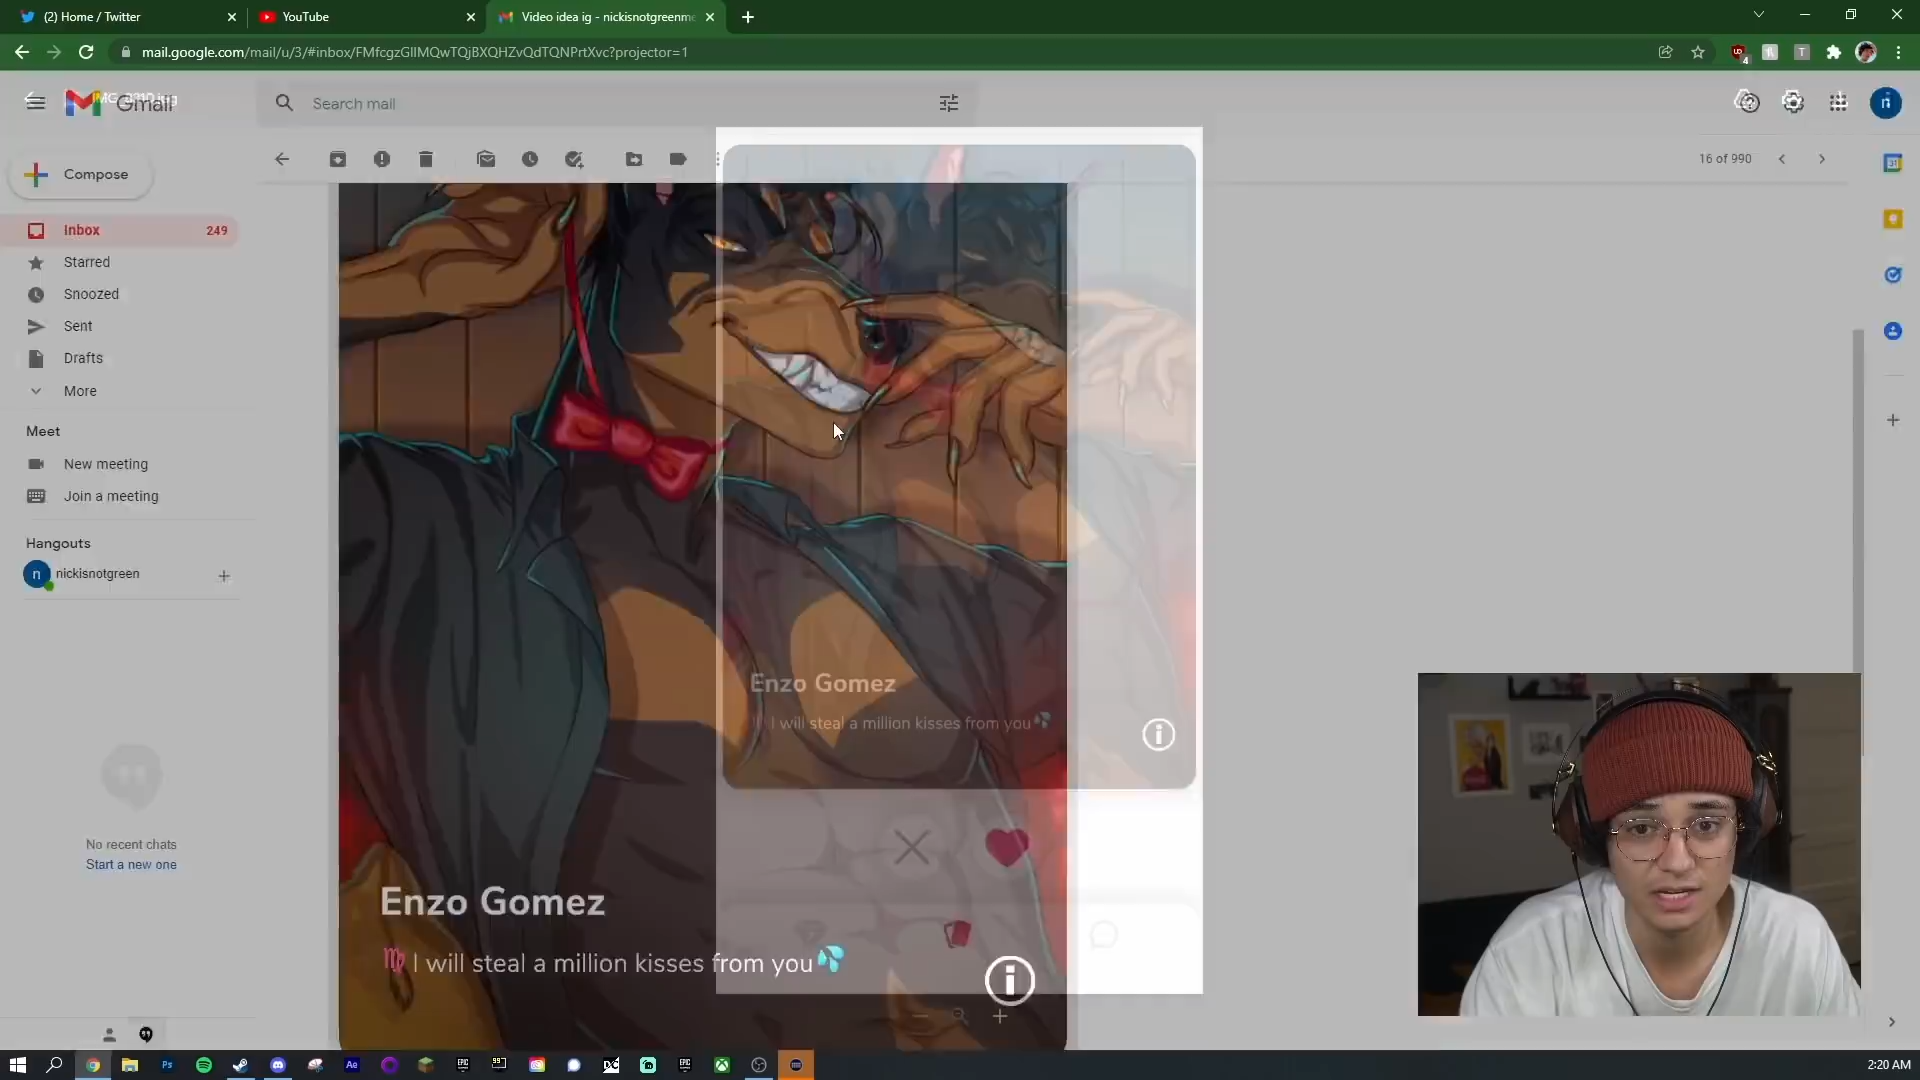 (2) Home / Twitter
YouTube
Video idea ig - nickisnotgreenme
mail.google.com/mail/u/3/#inbox/FMfcgzGllMQwTQjBXQHZvQdTQNPrtXvc?projector=1
Gmail
Search mail
Compose
16 of 990
Inbox
249
Starred
Snoozed
Sent
Drafts
More
Meet
New meeting
Join a meeting
Hangouts
n
nickisnotgreen
No recent chats
Start a new one
Enzo Gomez
I will steal a million kisses from you💦
Enzo Gomez
♍ I will steal a million kisses from you💦
2:20 AM